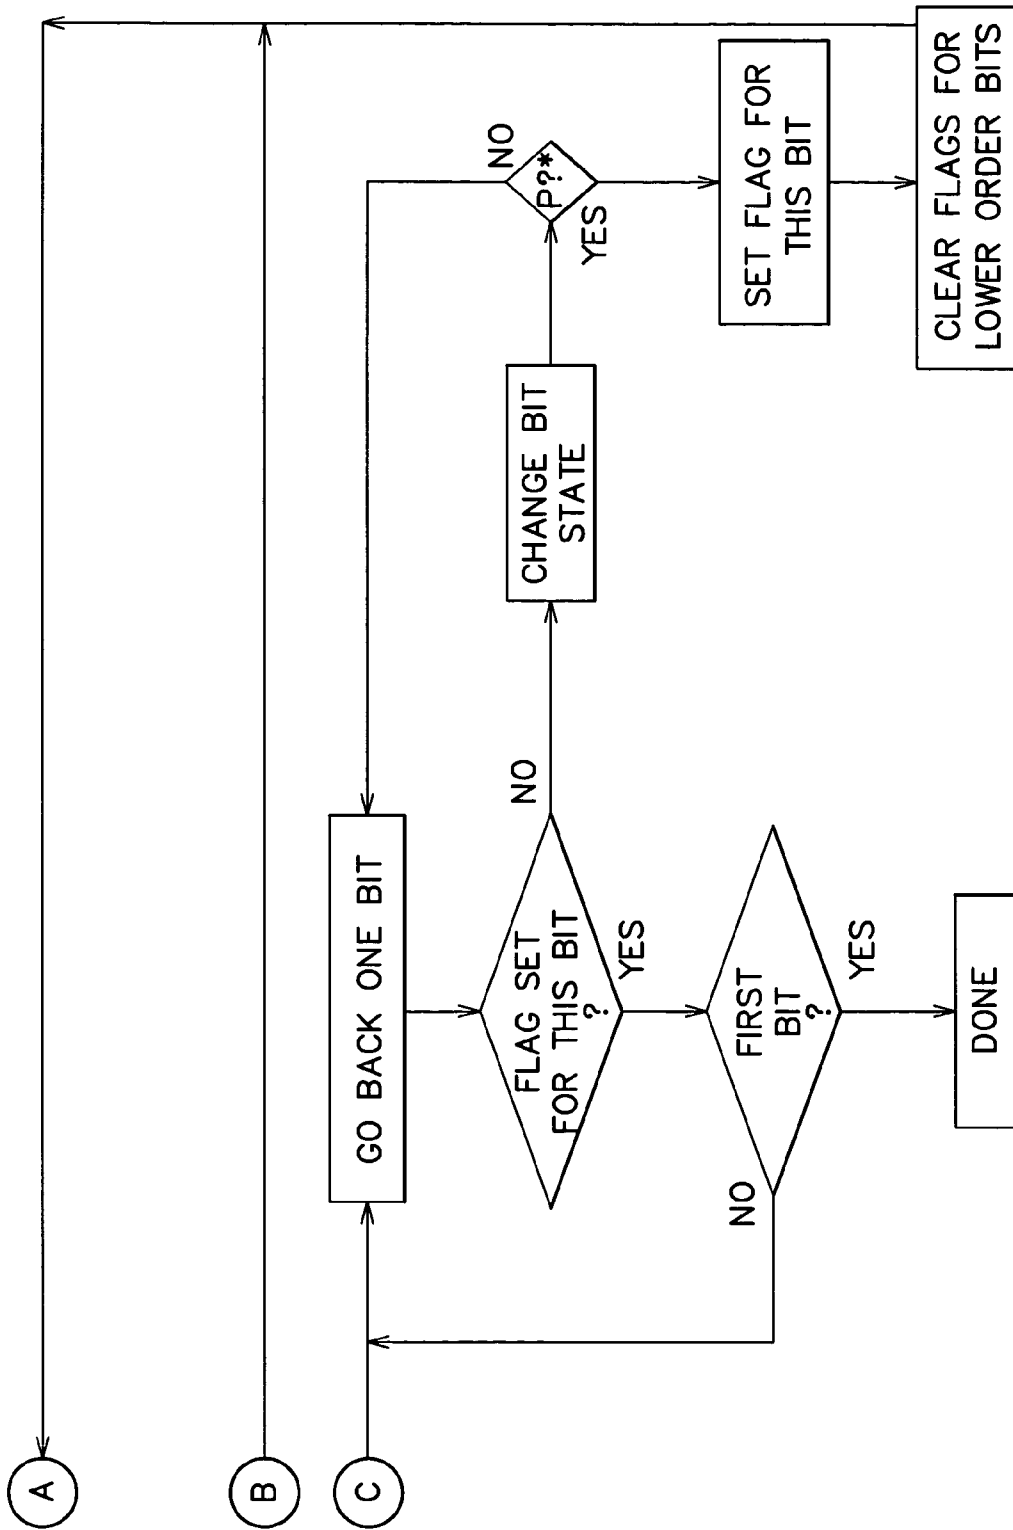 A
B
C
GO BACK ONE BIT
FLAG SET
FOR THIS BIT
?
NO
YES
FIRST
BIT
?
NO
YES
DONE
CHANGE BIT
STATE
P?*
NO
YES
SET FLAG FOR
THIS BIT
CLEAR FLAGS FOR
LOWER ORDER BITS